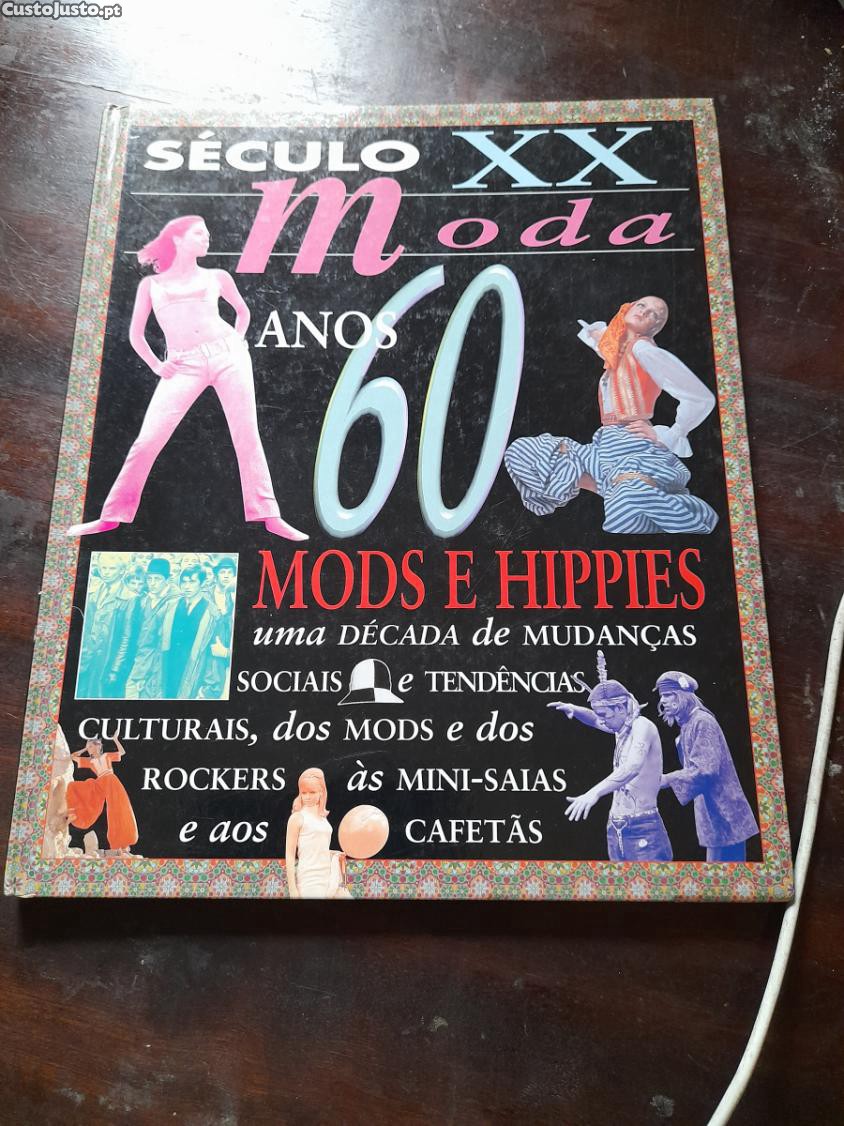 CustoJusto.pt
SÉCULO XX
moda
ANOS 60
MODS E HIPPIES
uma DÉCADA de MUDANÇAS
SOCIAIS e TENDÊNCIAS
CULTURAIS, dos MODS e dos
ROCKERS às MINI-SAIAS
e aos CAFETÃS